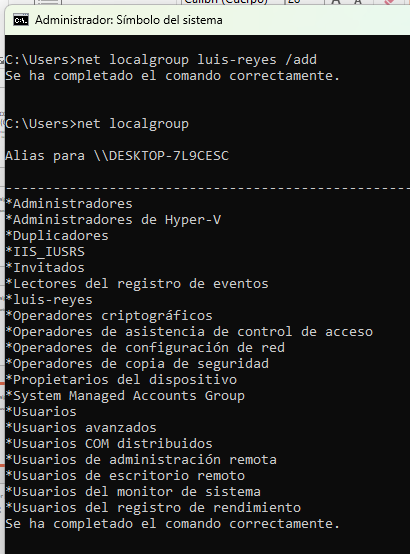 Administrador: Símbolo del sistema
C:\Users>net localgroup luis-reyes /add
Se ha completado el comando correctamente.
C:\Users>net localgroup
Alias para \\DESKTOP-7L9CESC
-------------------------------------------------------------------------------
*Administradores
*Administradores de Hyper-V
*Duplicadores
*IIS_IUSRS
*Invitados
*Lectores del registro de eventos
*luis-reyes
*Operadores criptográficos
*Operadores de asistencia de control de acceso
*Operadores de configuración de red
*Operadores de copia de seguridad
*Propietarios del dispositivo
*System Managed Accounts Group
*Usuarios
*Usuarios avanzados
*Usuarios COM distribuidos
*Usuarios de administración remota
*Usuarios de escritorio remoto
*Usuarios del monitor de sistema
*Usuarios del registro de rendimiento
Se ha completado el comando correctamente.